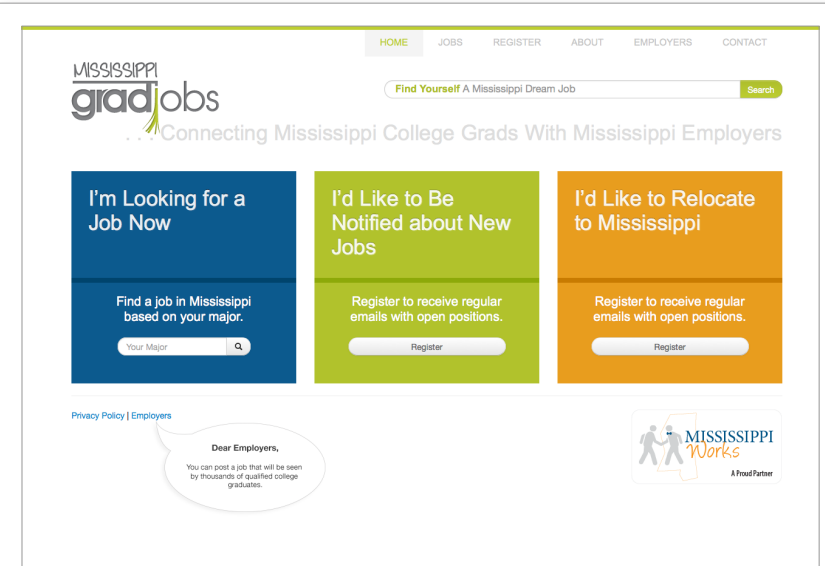 HOME JOBS REGISTER ABOUT EMPLOYERS CONTACT
MISSISSIPPI
gradjobs
Find Yourself A Mississippi Dream Job Search
. . . Connecting Mississippi College Grads With Mississippi Employers
I'm Looking for a
Job Now
Find a job in Mississippi
based on your major.
Your Major
I'd Like to Be
Notified about New
Jobs
Register to receive regular
emails with open positions.
Register
I'd Like to Relocate
to Mississippi
Register to receive regular
emails with open positions.
Register
Privacy Policy | Employers
Dear Employers,
You can post a job that will be seen
by thousands of qualified college
graduates.
MISSISSIPPI
Works
A Proud Partner